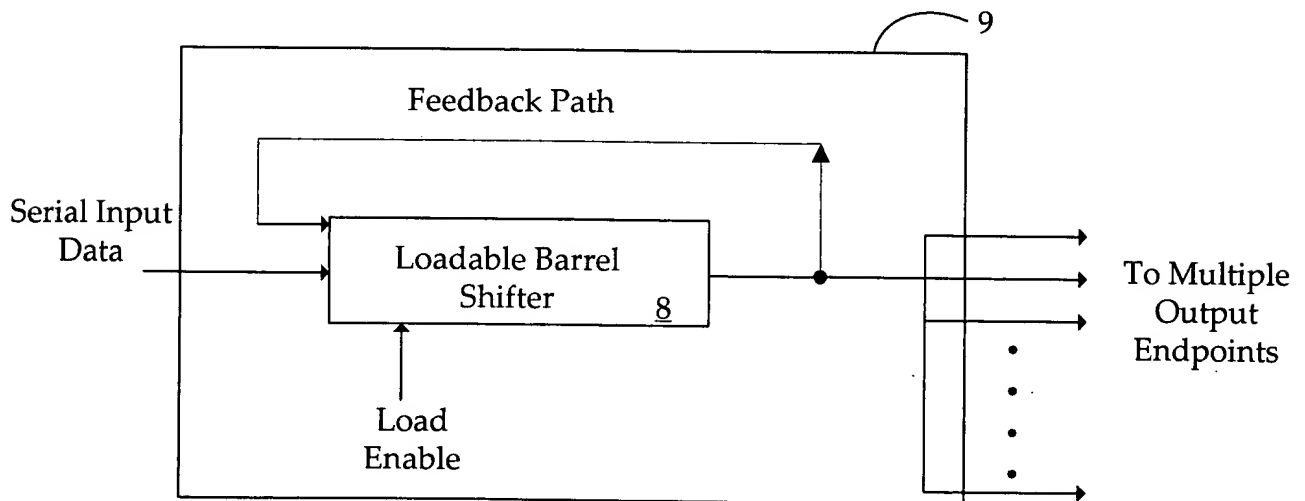 9
Feedback Path
Serial Input
Data
Loadable Barrel
Shifter
8
To Multiple
Output
Endpoints
Load
Enable